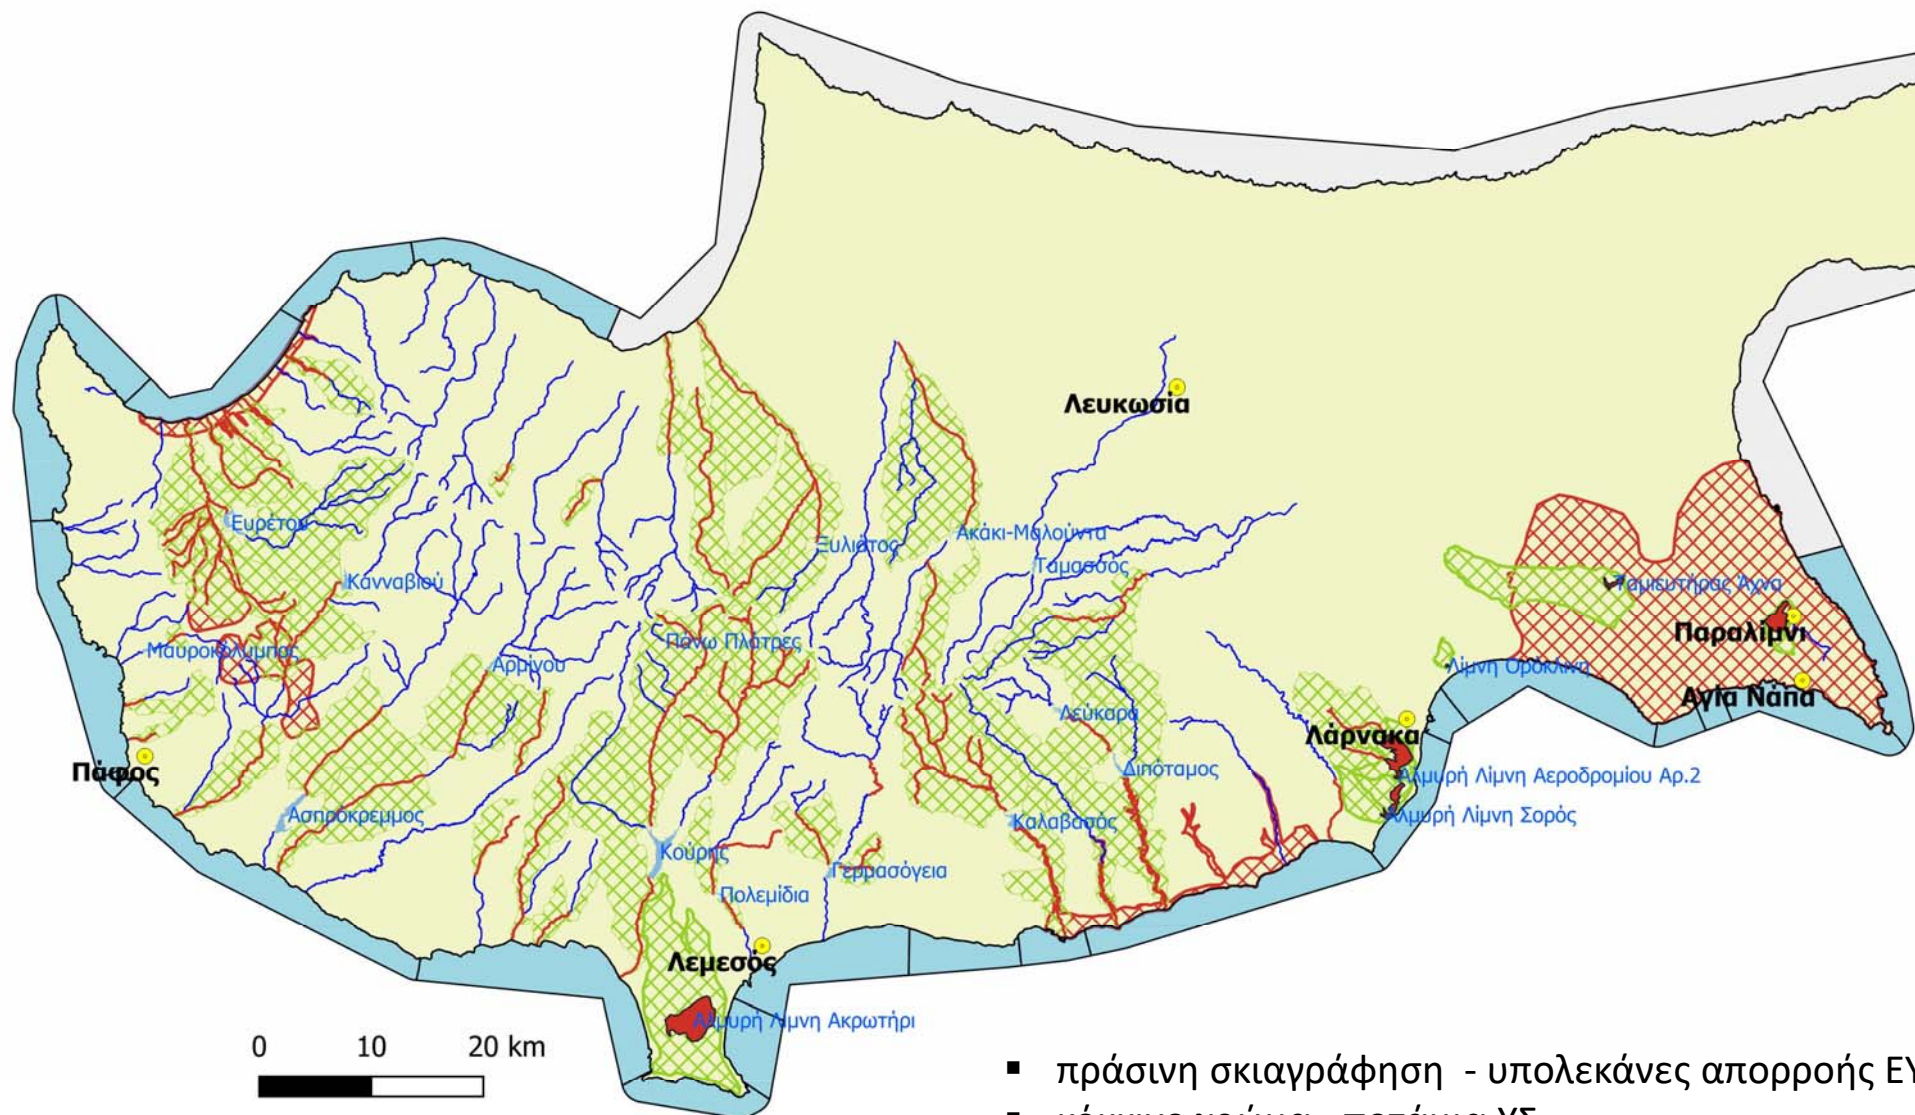 Λευκωσία
Ευρέτου
Ξυλιάτος
Ακάκι-Μαλούντα
Ταμασσός
Κανναβιού
Ταμιευτήρας Άχνα
Μαυροκόλυμπος
Αρμίνου
Πάνω Πλάτρες
Παραλίμνι
Λίμνη Ορόκλινη
Αγία Νάπα
Λεύκαρα
Λάρνακα
Πάφος
Διπόταμος
Αλμυρή Λίμνη Αεροδρομίου Αρ.2
Ασπρόκρεμμος
Καλαβασός
Αλμυρή Λίμνη Σορός
Κούρης
Γερμασόγεια
Πολεμίδια
Λεμεσός
Αλμυρή Λίμνη Ακρωτήρι
0 10 20 km
▪ πράσινη σκιαγράφηση - υπολεκάνες απορροής